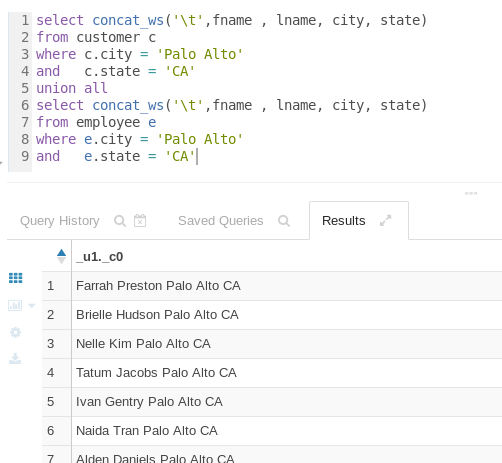 1 select concat_ws('\t',fname , lname, city, state)
2 from customer c
3 where c.city = 'Palo Alto'
4 and   c.state = 'CA'
5 union all
6 select concat_ws('\t',fname , lname, city, state)
7 from employee e
8 where e.city = 'Palo Alto'
9 and   e.state = 'CA'
Query History Saved Queries Results
_u1._c0
1 Farrah Preston Palo Alto CA
2 Brielle Hudson Palo Alto CA
3 Nelle Kim Palo Alto CA
4 Tatum Jacobs Palo Alto CA
5 Ivan Gentry Palo Alto CA
6 Naida Tran Palo Alto CA
7 Alden Daniels Palo Alto CA